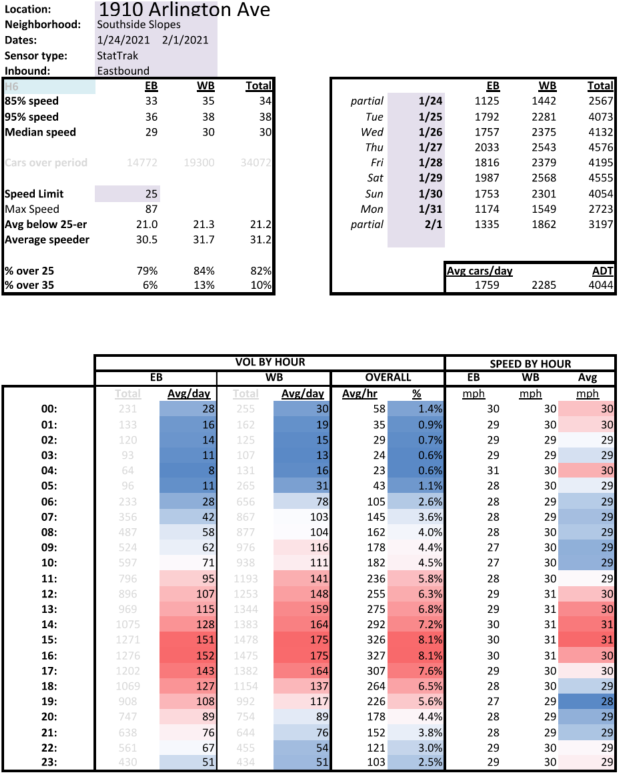 Location: 1910 Arlington Ave
Neighborhood: Southside Slopes
Dates: 1/24/2021 2/1/2021
Sensor type: StatTrak
Inbound: Eastbound
H6 EB WB Total
85% speed 33 35 34
95% speed 36 38 38
Median speed 29 30 30
Cars over period 14772 19300 34072
Speed Limit 25
Max Speed 87
Avg below 25-er 21.0 21.3 21.2
Average speeder 30.5 31.7 31.2
% over 25 79% 84% 82%
% over 35 6% 13% 10%
EB WB Total
partial 1/24 1125 1442 2567
Tue 1/25 1792 2281 4073
Wed 1/26 1757 2375 4132
Thu 1/27 2033 2543 4576
Fri 1/28 1816 2379 4195
Sat 1/29 1987 2568 4555
Sun 1/30 1753 2301 4054
Mon 1/31 1174 1549 2723
partial 2/1 1335 1862 3197
Avg cars/day ADT
1759 2285 4044
VOL BY HOUR SPEED BY HOUR
EB WB OVERALL EB WB Avg
Total Avg/day Total Avg/day Avg/hr % mph mph mph
00: 231 28 255 30 58 1.4% 30 30 30
01: 133 16 162 19 35 0.9% 29 30 30
02: 120 14 125 15 29 0.7% 29 29 29
03: 93 11 107 13 24 0.6% 29 30 29
04: 64 8 131 16 23 0.6% 31 30 30
05: 96 11 265 31 43 1.1% 28 30 29
06: 233 28 656 78 105 2.6% 28 29 29
07: 356 42 867 103 145 3.6% 28 29 29
08: 487 58 877 104 162 4.0% 28 29 29
09: 524 62 976 116 178 4.4% 27 30 29
10: 597 71 938 111 182 4.5% 27 30 29
11: 796 95 1193 141 236 5.8% 28 30 29
12: 896 107 1253 148 255 6.3% 29 31 30
13: 969 115 1344 159 275 6.8% 29 31 30
14: 1075 128 1383 164 292 7.2% 30 31 31
15: 1271 151 1478 175 326 8.1% 30 31 31
16: 1276 152 1475 175 327 8.1% 30 31 30
17: 1202 143 1382 164 307 7.6% 29 30 30
18: 1069 127 1154 137 264 6.5% 28 30 29
19: 908 108 992 117 226 5.6% 27 29 28
20: 747 89 754 89 178 4.4% 28 29 29
21: 638 76 644 76 152 3.8% 28 29 29
22: 561 67 455 54 121 3.0% 29 30 29
23: 430 51 434 51 103 2.5% 29 30 29